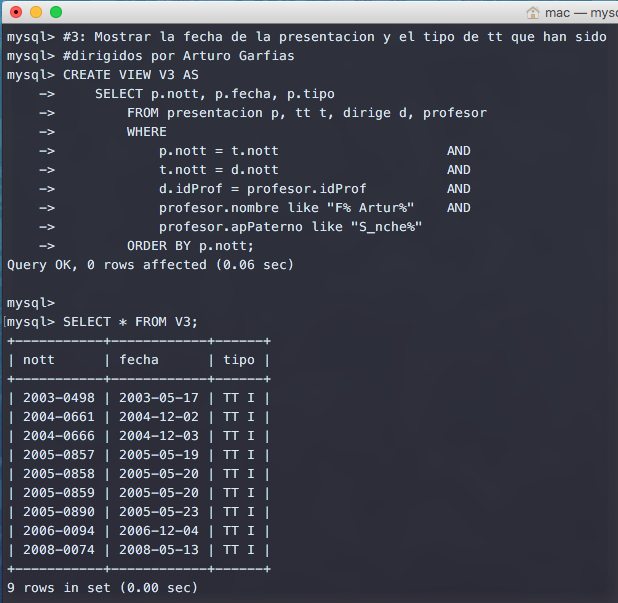 mac — mysq
mysql> #3: Mostrar la fecha de la presentacion y el tipo de tt que han sido
mysql> #dirigidos por Arturo Garfias
mysql> CREATE VIEW V3 AS
    ->     SELECT p.nott, p.fecha, p.tipo
    ->         FROM presentacion p, tt t, dirige d, profesor
    ->         WHERE
    ->             p.nott = t.nott                     AND
    ->             t.nott = d.nott                     AND
    ->             d.idProf = profesor.idProf          AND
    ->             profesor.nombre like "F% Artur%"    AND
    ->             profesor.apPaterno like "S_nche%"
    ->         ORDER BY p.nott;
Query OK, 0 rows affected (0.06 sec)
mysql>
[mysql> SELECT * FROM V3;
+-----------+------------+------+
| nott      | fecha      | tipo |
+-----------+------------+------+
| 2003-0498 | 2003-05-17 | TT I |
| 2004-0661 | 2004-12-02 | TT I |
| 2004-0666 | 2004-12-03 | TT I |
| 2005-0857 | 2005-05-19 | TT I |
| 2005-0858 | 2005-05-20 | TT I |
| 2005-0859 | 2005-05-20 | TT I |
| 2005-0890 | 2005-05-23 | TT I |
| 2006-0094 | 2006-12-04 | TT I |
| 2008-0074 | 2008-05-13 | TT I |
+-----------+------------+------+
9 rows in set (0.00 sec)